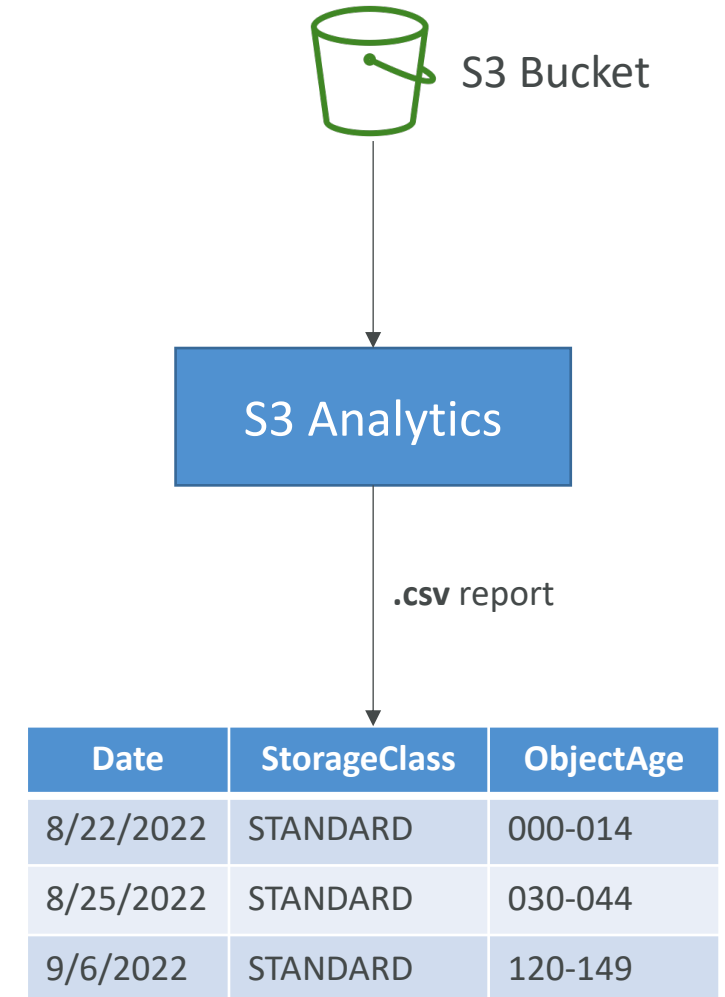 S3 Bucket
S3 Analytics
.csv report
Date StorageClass ObjectAge
8/22/2022 STANDARD 000-014
8/25/2022 STANDARD 030-044
9/6/2022 STANDARD 120-149